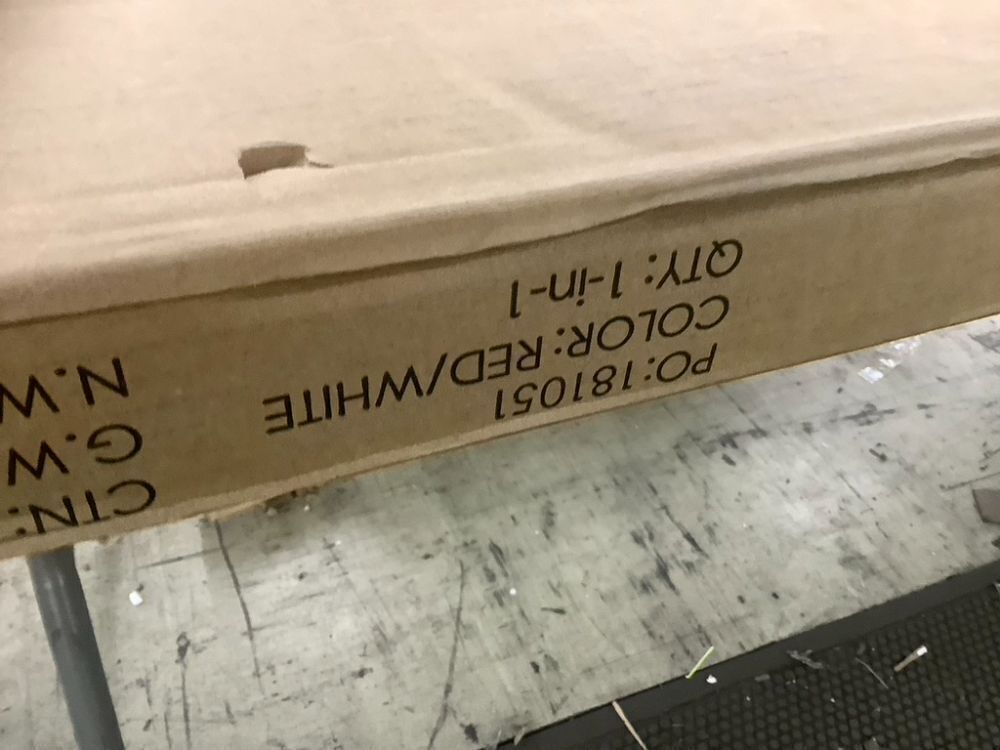 PO:181051
COLOR: RED/WHITE
QTY: 1-in-1
CTN:
G.W
N.W